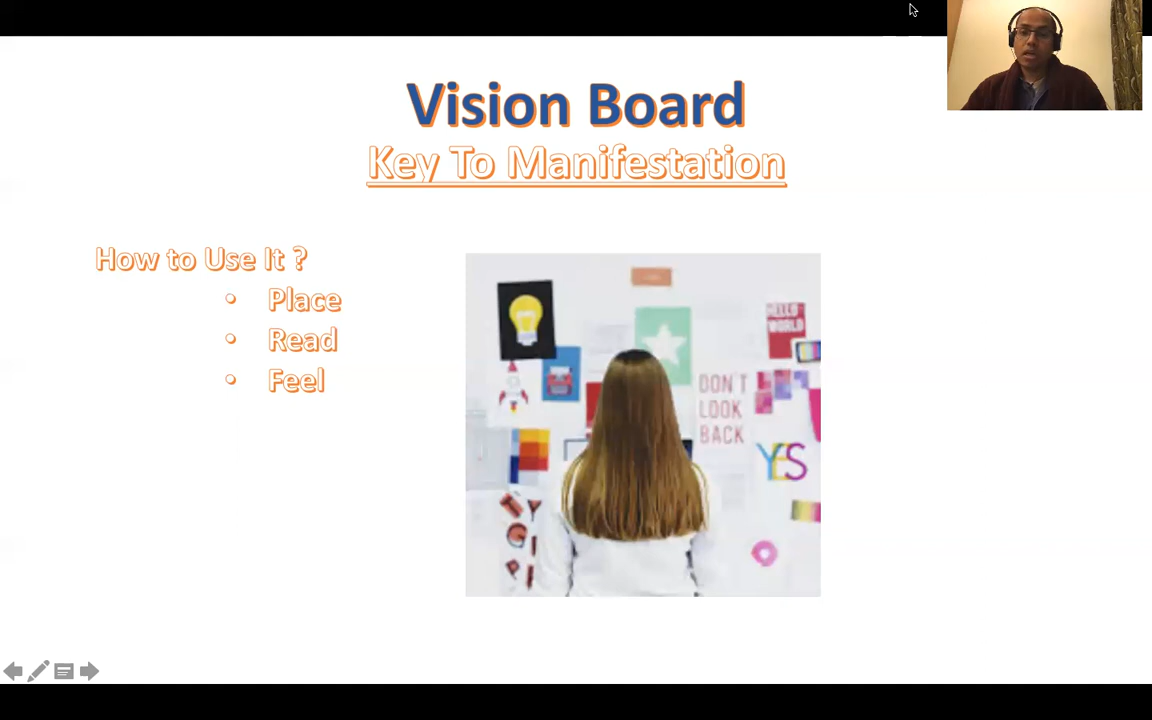 Vision Board
Key To Manifestation
How to Use It ?
• Place
• Read
• Feel
HELLO
WORLD
DON'T
LOOK
BACK
YES